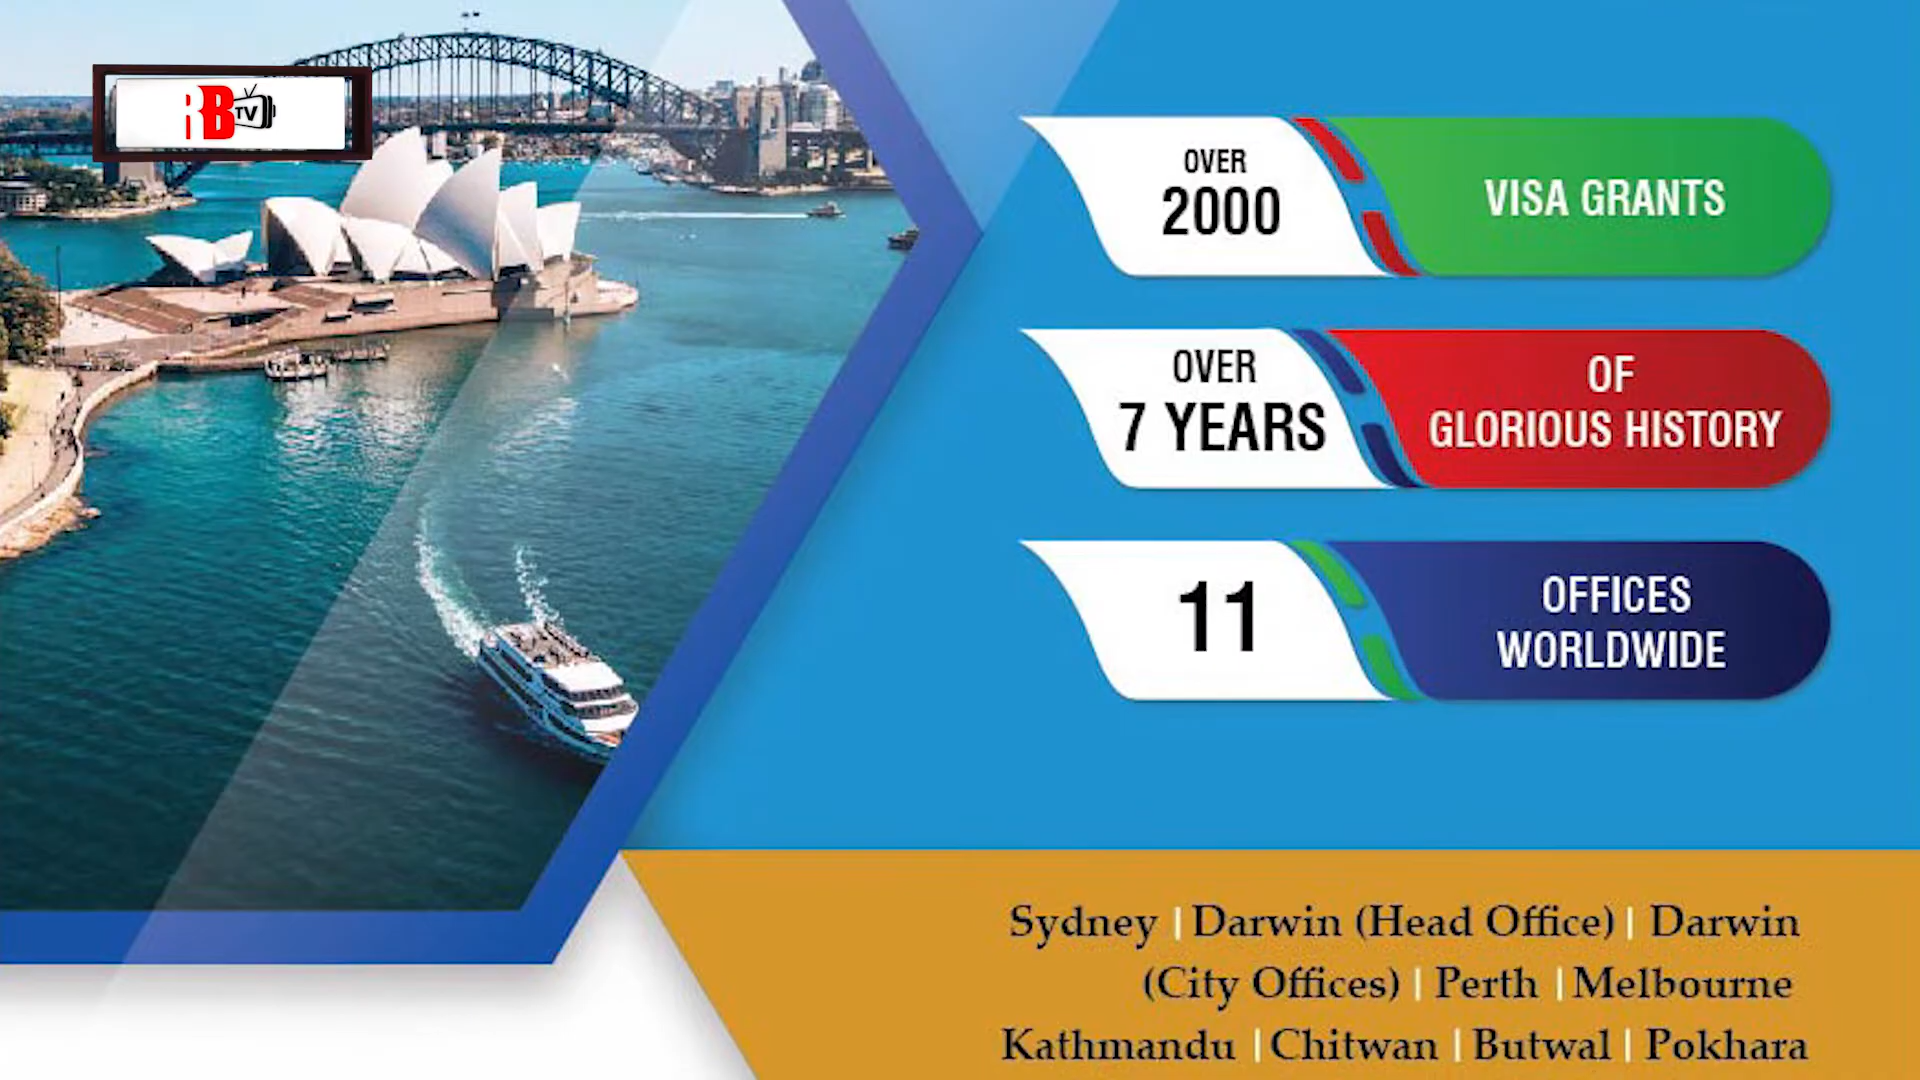 BTV
OVER
2000
VISA GRANTS
OVER
7 YEARS
OF
GLORIOUS HISTORY
11
OFFICES
WORLDWIDE
Sydney | Darwin (Head Office) | Darwin
(City Offices) | Perth | Melbourne
Kathmandu | Chitwan | Butwal | Pokhara